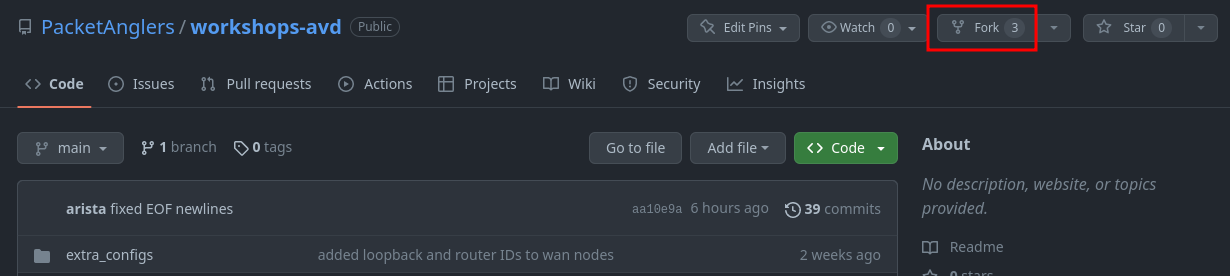 PacketAnglers / workshops-avd Public Edit Pins Watch 0 Fork 3 Star 0
Code Issues Pull requests Actions Projects Wiki Security Insights
main 1 branch 0 tags Go to file Add file Code
About
No description, website, or topics
provided.
arista fixed EOF newlines aa10e9a 6 hours ago 39 commits
Readme
extra_configs added loopback and router IDs to wan nodes 2 weeks ago
0 stars